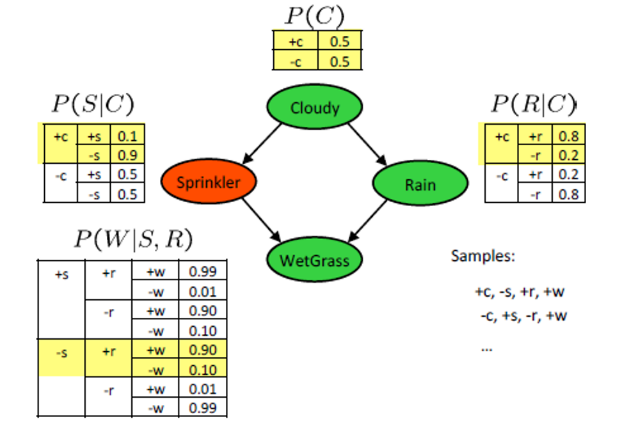 P(C)
+c 0.5
-c 0.5
Cloudy
P(S|C)
+c +s 0.1
-s 0.9
-c +s 0.5
-s 0.5
P(R|C)
+c +r 0.8
-r 0.2
-c +r 0.2
-r 0.8
Sprinkler
Rain
P(W|S, R)
+s +r +w 0.99
-w 0.01
-r +w 0.90
-w 0.10
-s +r +w 0.90
-w 0.10
-r +w 0.01
-w 0.99
WetGrass
Samples:
+c, -s, +r, +w
-c, +s, -r, +w
...